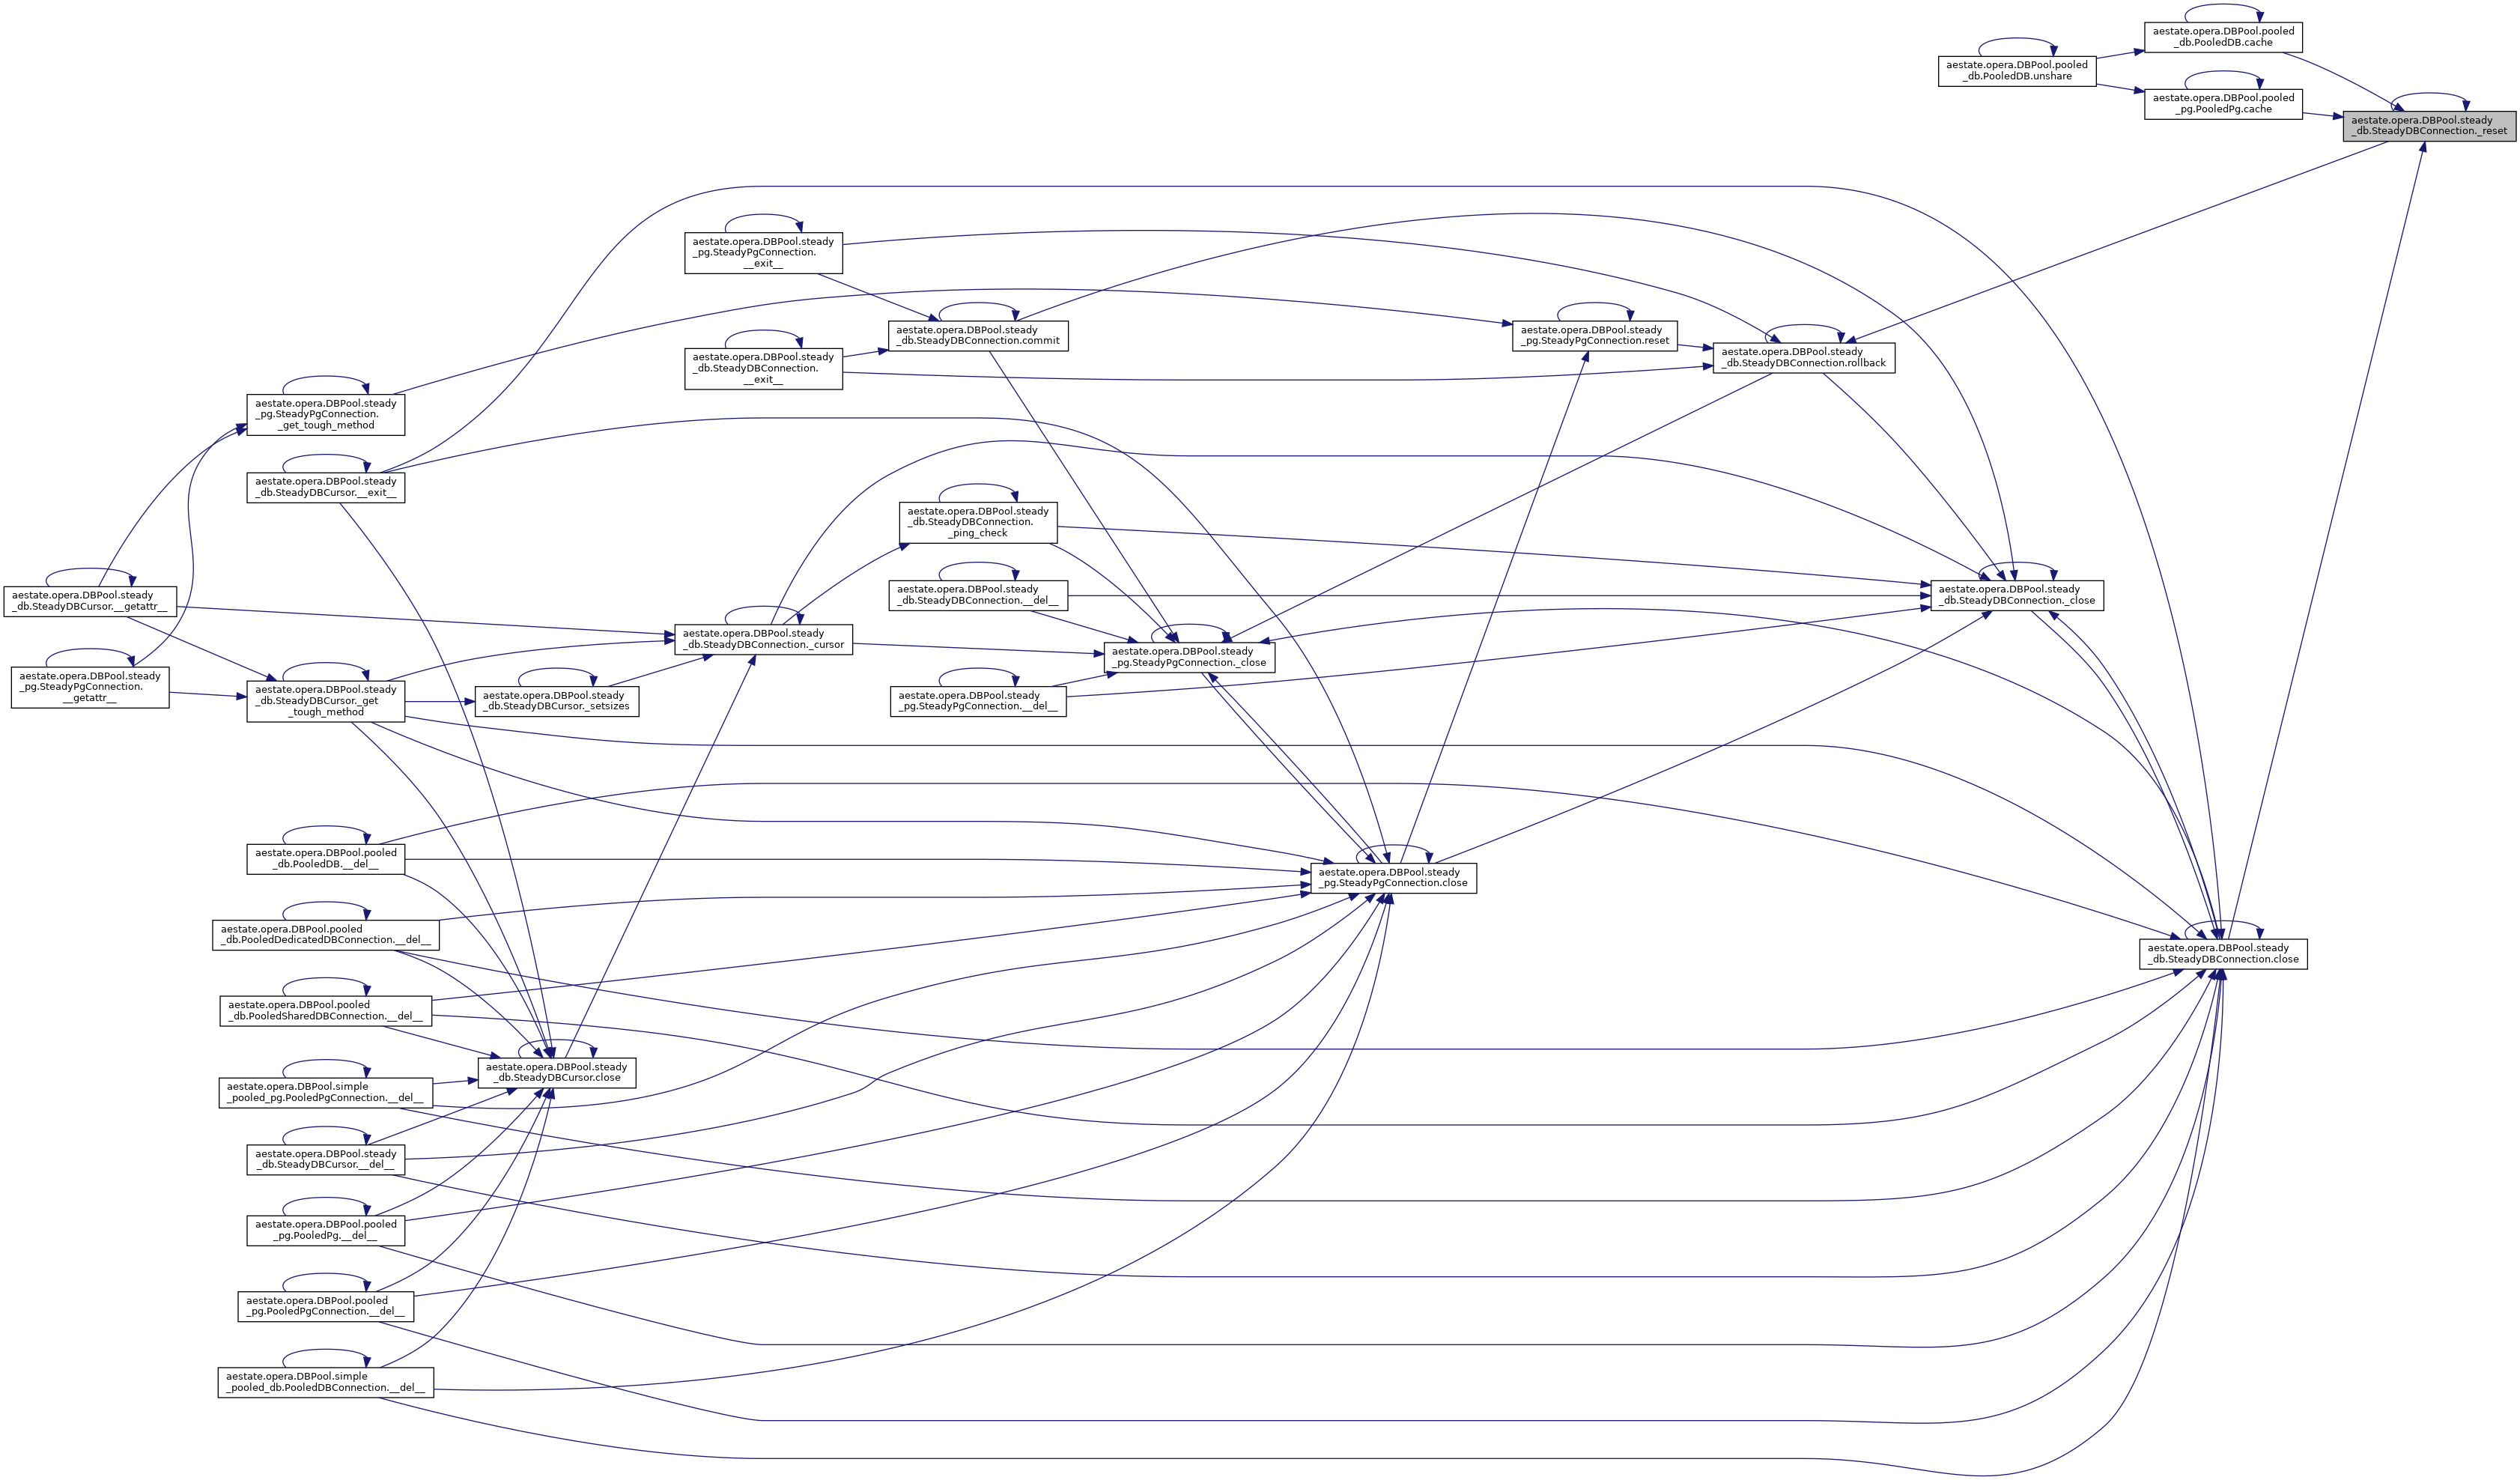 aestate.opera.DBPool.pooled
_db.PooledDB.cache
aestate.opera.DBPool.pooled
_db.PooledDB.unshare
aestate.opera.DBPool.pooled
_pg.PooledPg.cache
aestate.opera.DBPool.steady
_db.SteadyDBConnection._reset
aestate.opera.DBPool.steady
_pg.SteadyPgConnection.
__exit__
aestate.opera.DBPool.steady
_db.SteadyDBConnection.commit
aestate.opera.DBPool.steady
_pg.SteadyPgConnection.reset
aestate.opera.DBPool.steady
_db.SteadyDBConnection.rollback
aestate.opera.DBPool.steady
_db.SteadyDBConnection.
__exit__
aestate.opera.DBPool.steady
_pg.SteadyPgConnection.
_get_tough_method
aestate.opera.DBPool.steady
_db.SteadyDBCursor.__exit__
aestate.opera.DBPool.steady
_db.SteadyDBConnection.
_ping_check
aestate.opera.DBPool.steady
_db.SteadyDBCursor.__getattr__
aestate.opera.DBPool.steady
_db.SteadyDBConnection.__del__
aestate.opera.DBPool.steady
_db.SteadyDBConnection._close
aestate.opera.DBPool.steady
_db.SteadyDBConnection._cursor
aestate.opera.DBPool.steady
_pg.SteadyPgConnection._close
aestate.opera.DBPool.steady
_pg.SteadyPgConnection.
__getattr__
aestate.opera.DBPool.steady
_db.SteadyDBCursor._get
_tough_method
aestate.opera.DBPool.steady
_db.SteadyDBCursor._setsizes
aestate.opera.DBPool.steady
_pg.SteadyPgConnection.__del__
aestate.opera.DBPool.pooled
_db.PooledDB.__del__
aestate.opera.DBPool.steady
_pg.SteadyPgConnection.close
aestate.opera.DBPool.pooled
_db.PooledDedicatedDBConnection.__del__
aestate.opera.DBPool.steady
_db.SteadyDBConnection.close
aestate.opera.DBPool.pooled
_db.PooledSharedDBConnection.__del__
aestate.opera.DBPool.steady
_db.SteadyDBCursor.close
aestate.opera.DBPool.simple
_pooled_pg.PooledPgConnection.__del__
aestate.opera.DBPool.steady
_db.SteadyDBCursor.__del__
aestate.opera.DBPool.pooled
_pg.PooledPg.__del__
aestate.opera.DBPool.pooled
_pg.PooledPgConnection.__del__
aestate.opera.DBPool.simple
_pooled_db.PooledDBConnection.__del__